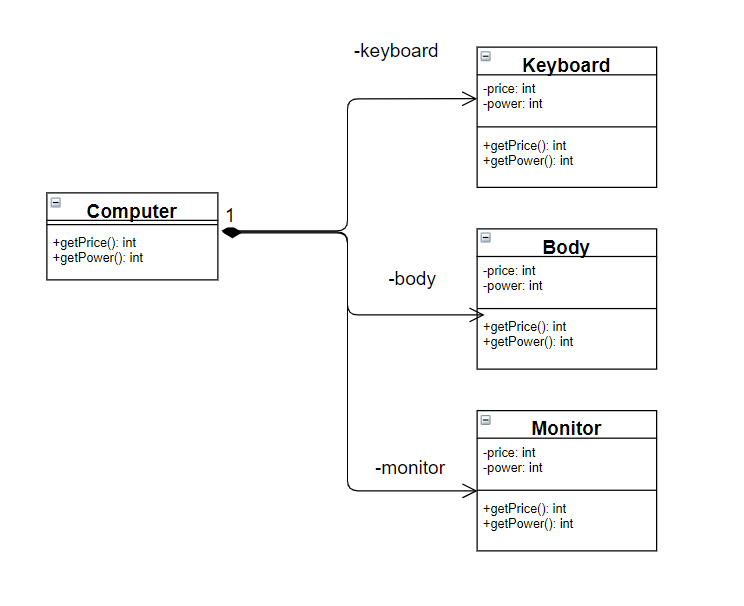 -keyboard
Keyboard
-price: int
-power: int
+getPrice(): int
+getPower(): int
Computer
1
+getPrice(): int
+getPower(): int
-body
Body
-price: int
-power: int
+getPrice(): int
+getPower(): int
-monitor
Monitor
-price: int
-power: int
+getPrice(): int
+getPower(): int